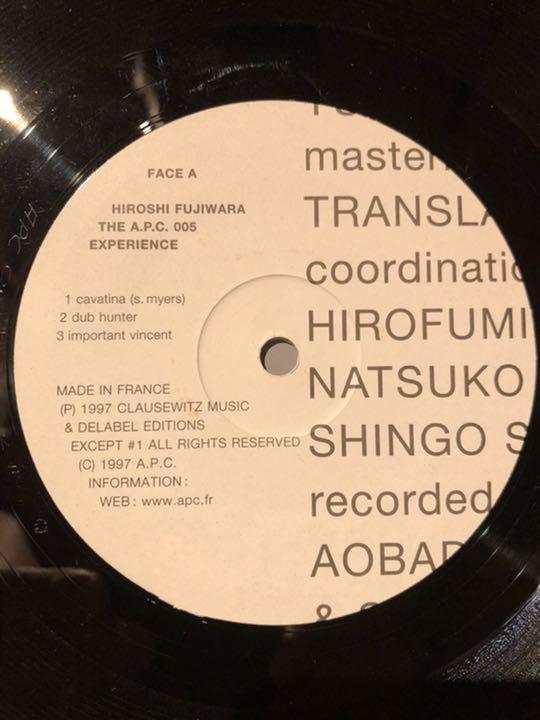 FACE A
HIROSHI FUJIWARA
THE A.P.C. 005
EXPERIENCE
1 cavatina (s. myers)
2 dub hunter
3 important vincent
MADE IN FRANCE
(P) 1997 CLAUSEWITZ MUSIC
& DELABEL EDITIONS
EXCEPT #1 ALL RIGHTS RESERVED
(C) 1997 A.P.C.
INFORMATION :
WEB : www.apc.fr
master
TRANSLA
coordinatio
HIROFUMI
NATSUKO
SHINGO S
recorded
AOBAD
&